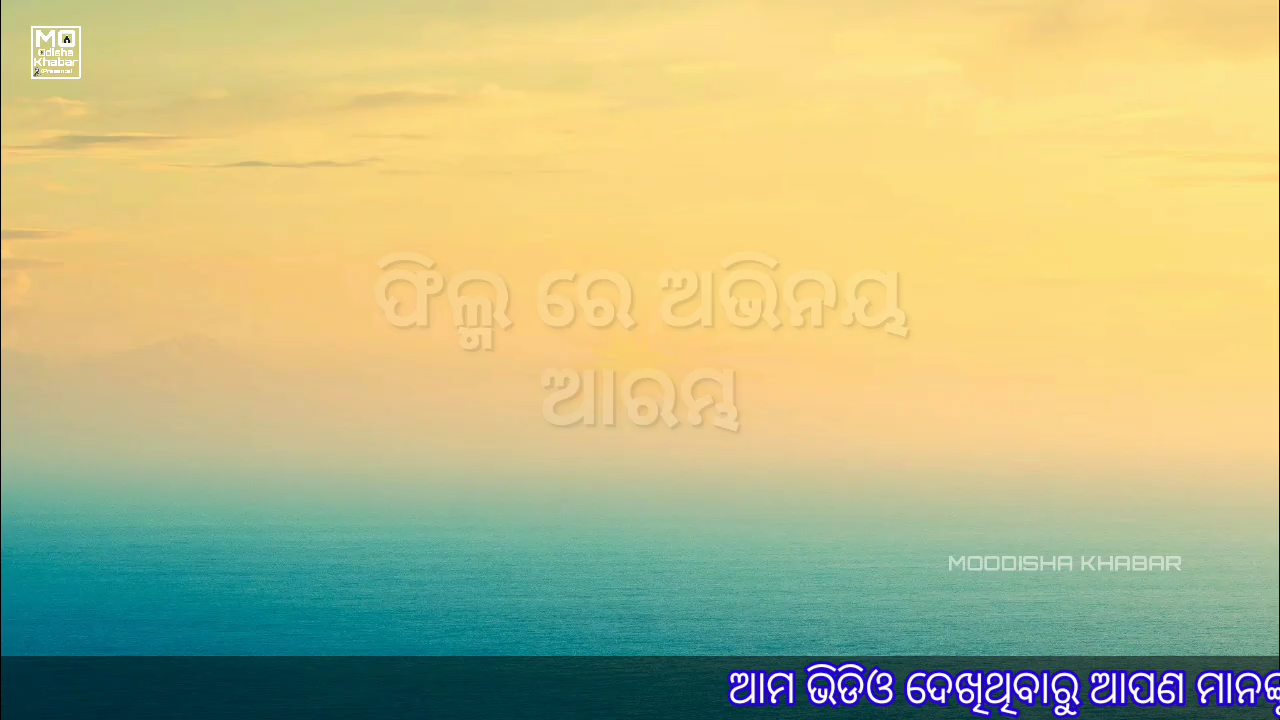 MO
Odisha
Khabar
ଫିଲ୍ମ ରେ ଅଭିନୟ
ଆରମ୍ଭ
MOODISHA KHABAR
ଆମ ଭିଡିଓ ଦେଖିଥିବାରୁ ଆପଣ ମାନଙ୍କୁ